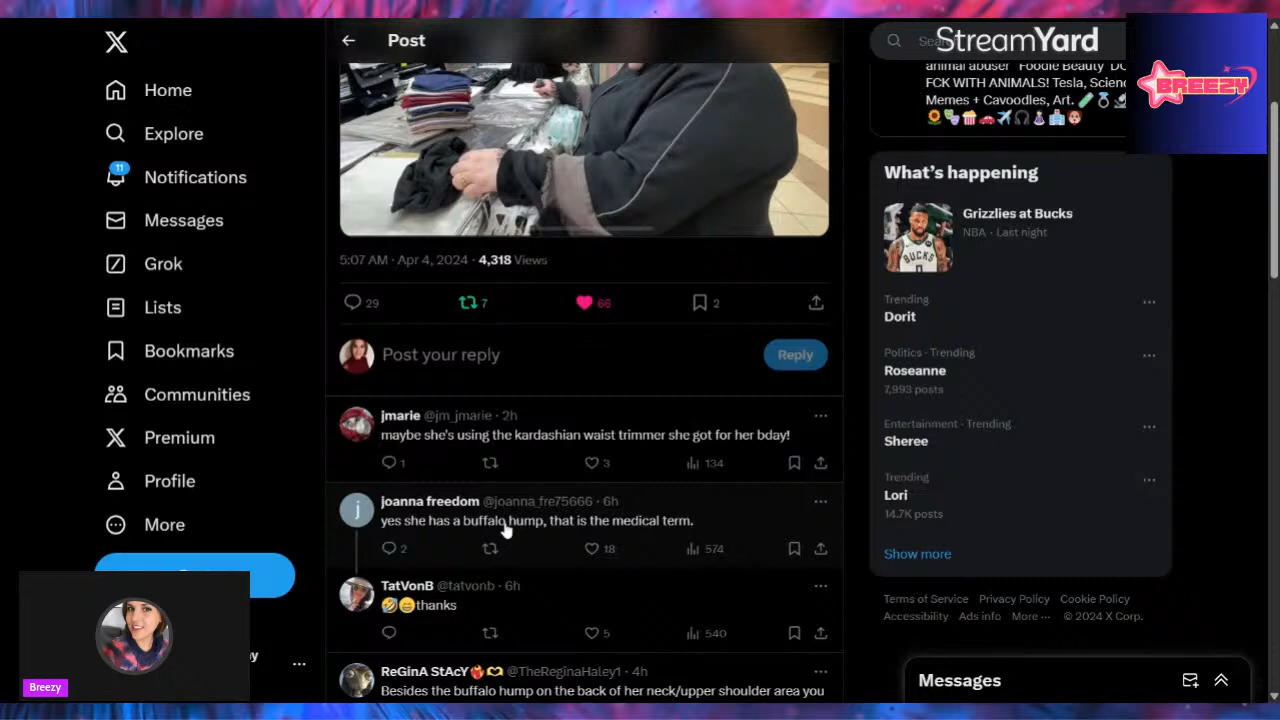 Post
StreamYard
BREEZY
Home
Explore
11
Notifications
Messages
Grok
Lists
Bookmarks
Communities
Premium
Profile
More
Breezy
5:07 AM · Apr 4, 2024 · 4,318 Views
29
7
66
2
Post your reply
Reply
jmarie @jm_jmarie · 2h
maybe she's using the kardashian waist trimmer she got for her bday!
1
3
134
joanna freedom @joanna_fre75666 · 6h
yes she has a buffalo hump, that is the medical term.
2
18
574
TatVonB @tatvonb · 6h
🤣😄thanks
5
540
ReGinA StAcY @TheReginaHaley1 · 4h
Besides the buffalo hump on the back of her neck/upper shoulder area you
animal abuser "Foodie Beauty"
FCK WITH ANIMALS! Tesla,
Memes + Cavoodles, Art.
What's happening
Grizzlies at Bucks
NBA · Last night
Trending
Dorit
Politics · Trending
Roseanne
7,993 posts
Entertainment · Trending
Sheree
Trending
Lori
14.7K posts
Show more
Terms of Service Privacy Policy Cookie Policy
Accessibility Ads info More ··· © 2024 X Corp.
Messages